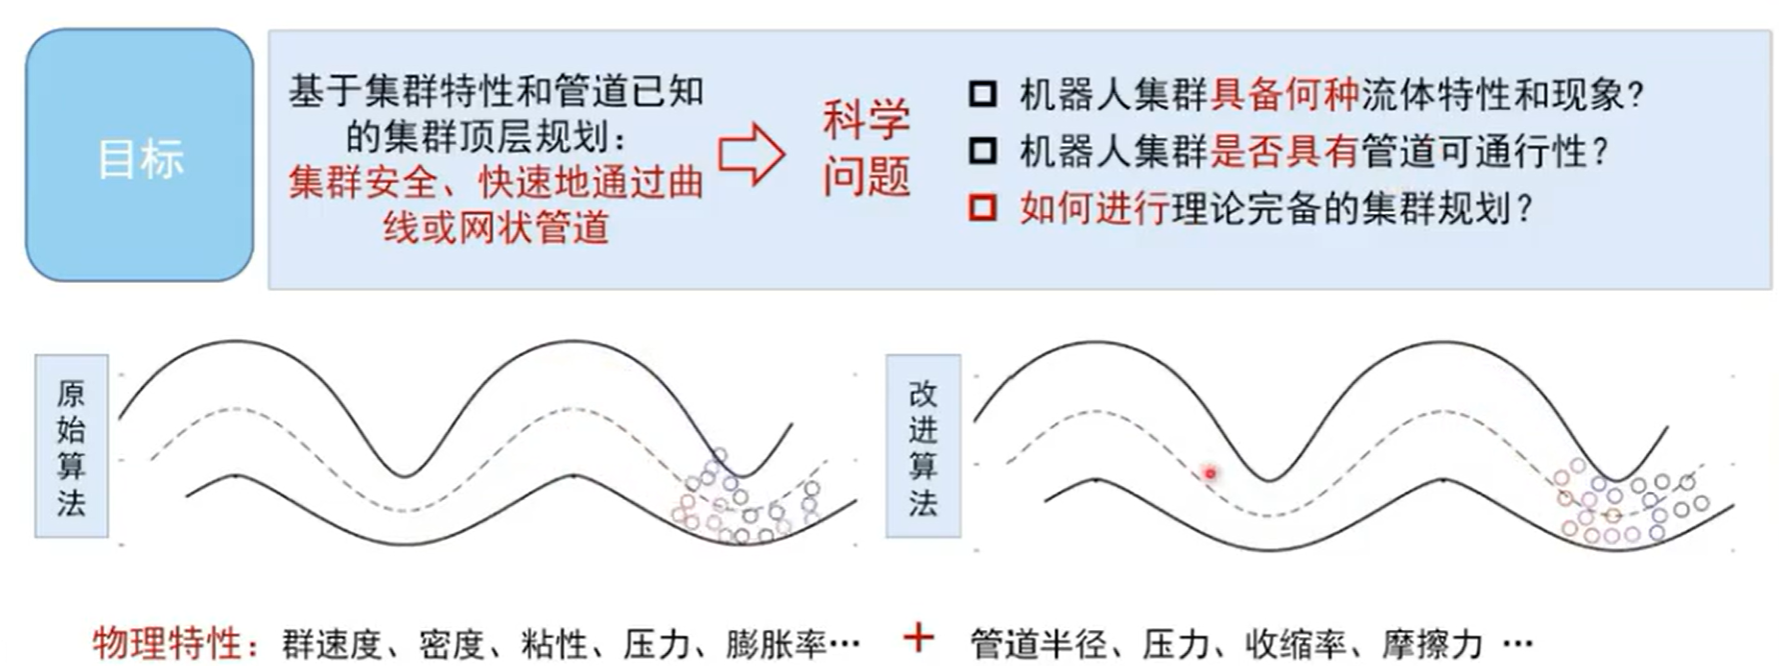 目标
基于集群特性和管道已知
的集群顶层规划：
集群安全、快速地通过曲
线或网状管道
科学
问题
机器人集群具备何种流体特性和现象?
机器人集群是否具有管道可通行性？
如何进行理论完备的集群规划？
原
始
算
法
改
进
算
法
物理特性：群速度、密度、粘性、压力、膨胀率··· + 管道半径、压力、收缩率、摩擦力 ···